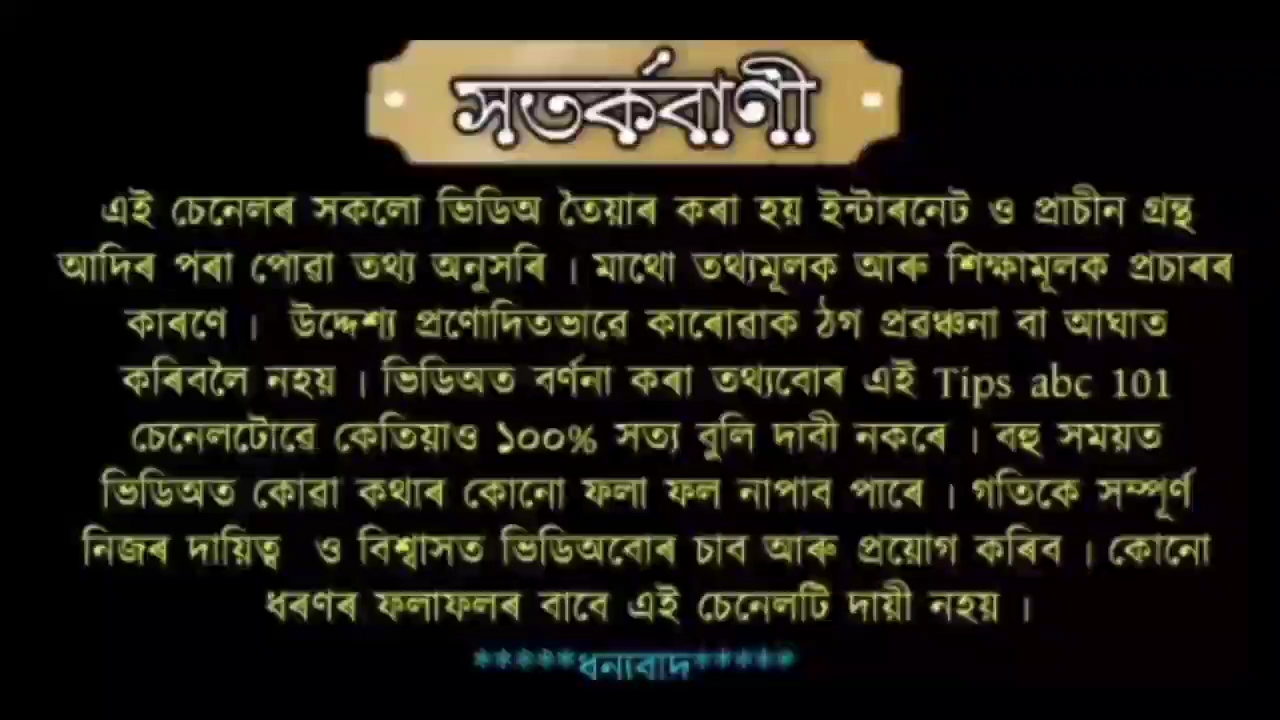 সতৰ্কবাণী
এই চেনেলৰ সকলো ভিডিঅ তৈয়াৰ কৰা হয় ইন্টাৰনেট ও প্ৰাচীন গ্ৰন্থ
আদিৰ পৰা পোৱা তথ্য অনুসৰি । মাথো তথ্যমূলক আৰু শিক্ষামূলক প্ৰচাৰৰ
কাৰণে । উদ্দেশ্য প্ৰণোদিতভাৱে কাৰোৱাক ঠগ প্ৰৱঞ্চনা বা আঘাত
কৰিবলৈ নহয় । ভিডিঅত বৰ্ণনা কৰা তথ্যবোৰ এই Tips abc 101
চেনেলটোৱে কেতিয়াও ১০০% সত্য বুলি দাবী নকৰে । বহু সময়ত
ভিডিঅত কোৱা কথাৰ কোনো ফলা ফল নাপাব পাৰে । গতিকে সম্পূৰ্ণ
নিজৰ দায়িত্ব ও বিশ্বাসত ভিডিঅবোৰ চাব আৰু প্ৰয়োগ কৰিব । কোনো
ধৰণৰ ফলাফলৰ বাবে এই চেনেলটি দায়ী নহয় ।
*****ধন্যবাদ*****